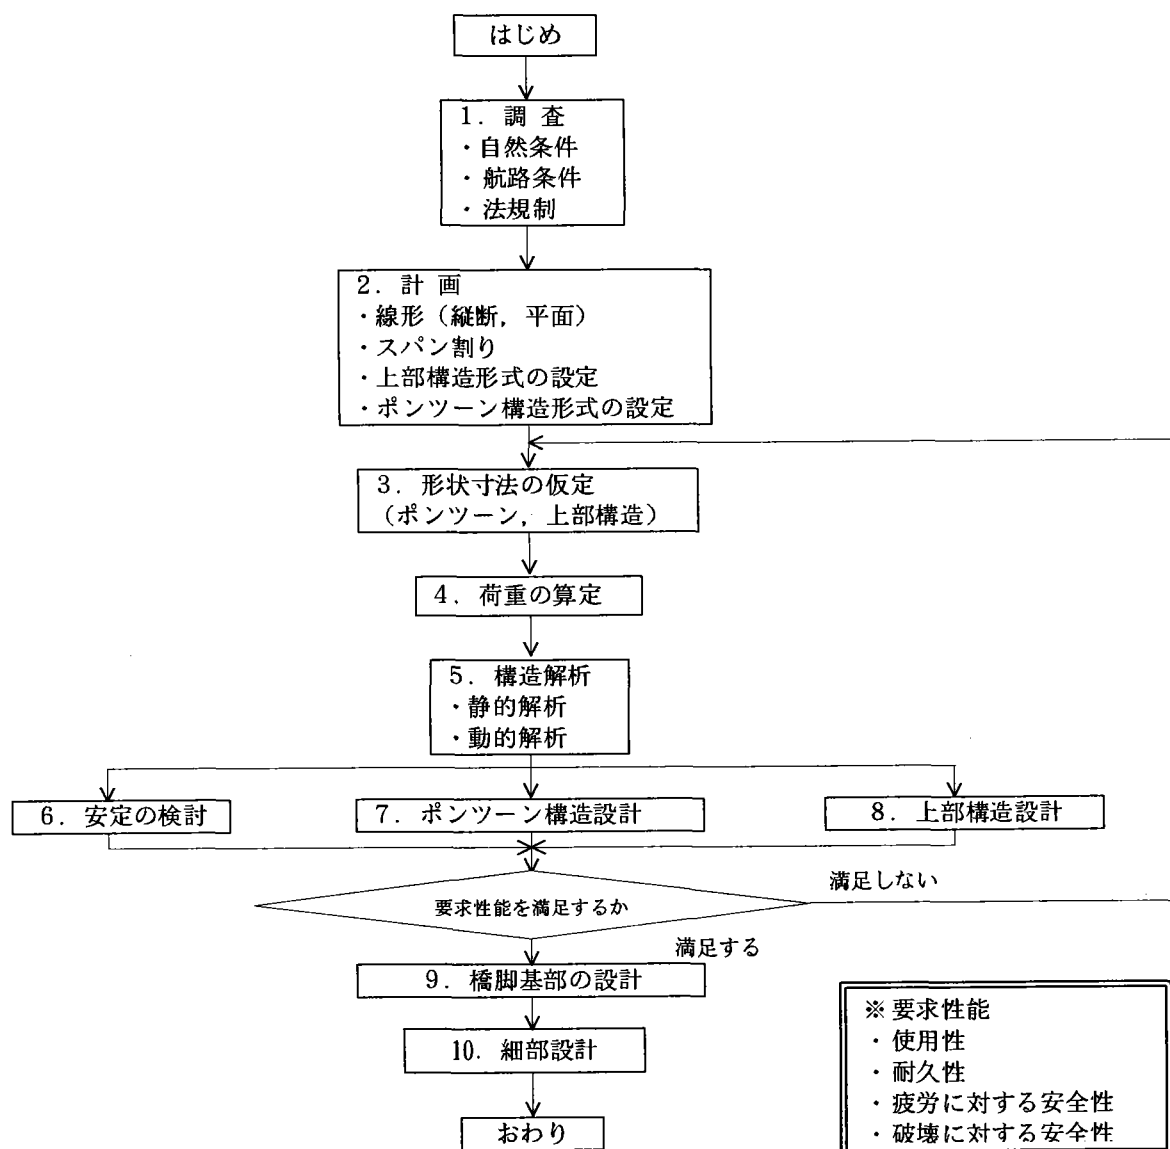 はじめ
1. 調 査
・自然条件
・航路条件
・法規制
2. 計 画
・線形（縦断，平面）
・スパン割り
・上部構造形式の設定
・ポンツーン構造形式の設定
3. 形状寸法の仮定
（ポンツーン，上部構造）
4. 荷重の算定
5. 構造解析
・静的解析
・動的解析
6. 安定の検討
7. ポンツーン構造設計
8. 上部構造設計
要求性能を満足するか
満足しない
満足する
9. 橋脚基部の設計
10. 細部設計
おわり
※要求性能
・使用性
・耐久性
・疲労に対する安全性
・破壊に対する安全性